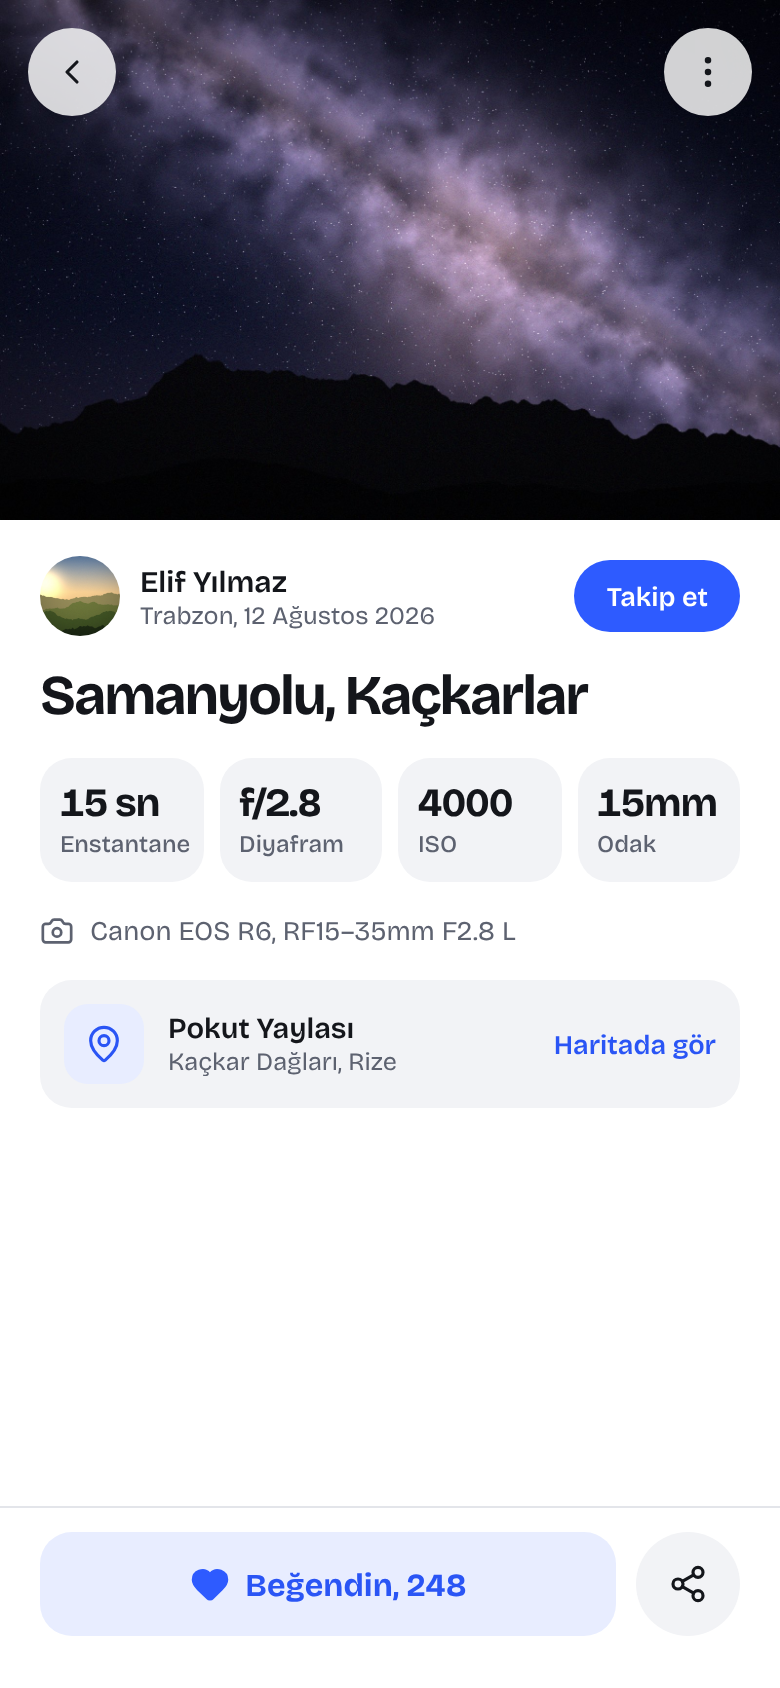 Elif Yılmaz
Trabzon, 12 Ağustos 2026
Takip et
Samanyolu, Kaçkarlar
15 sn
Enstantane
f/2.8
Diyafram
4000
ISO
15mm
Odak
Canon EOS R6, RF15–35mm F2.8 L
Pokut Yaylası
Kaçkar Dağları, Rize
Haritada gör
Beğendin, 248